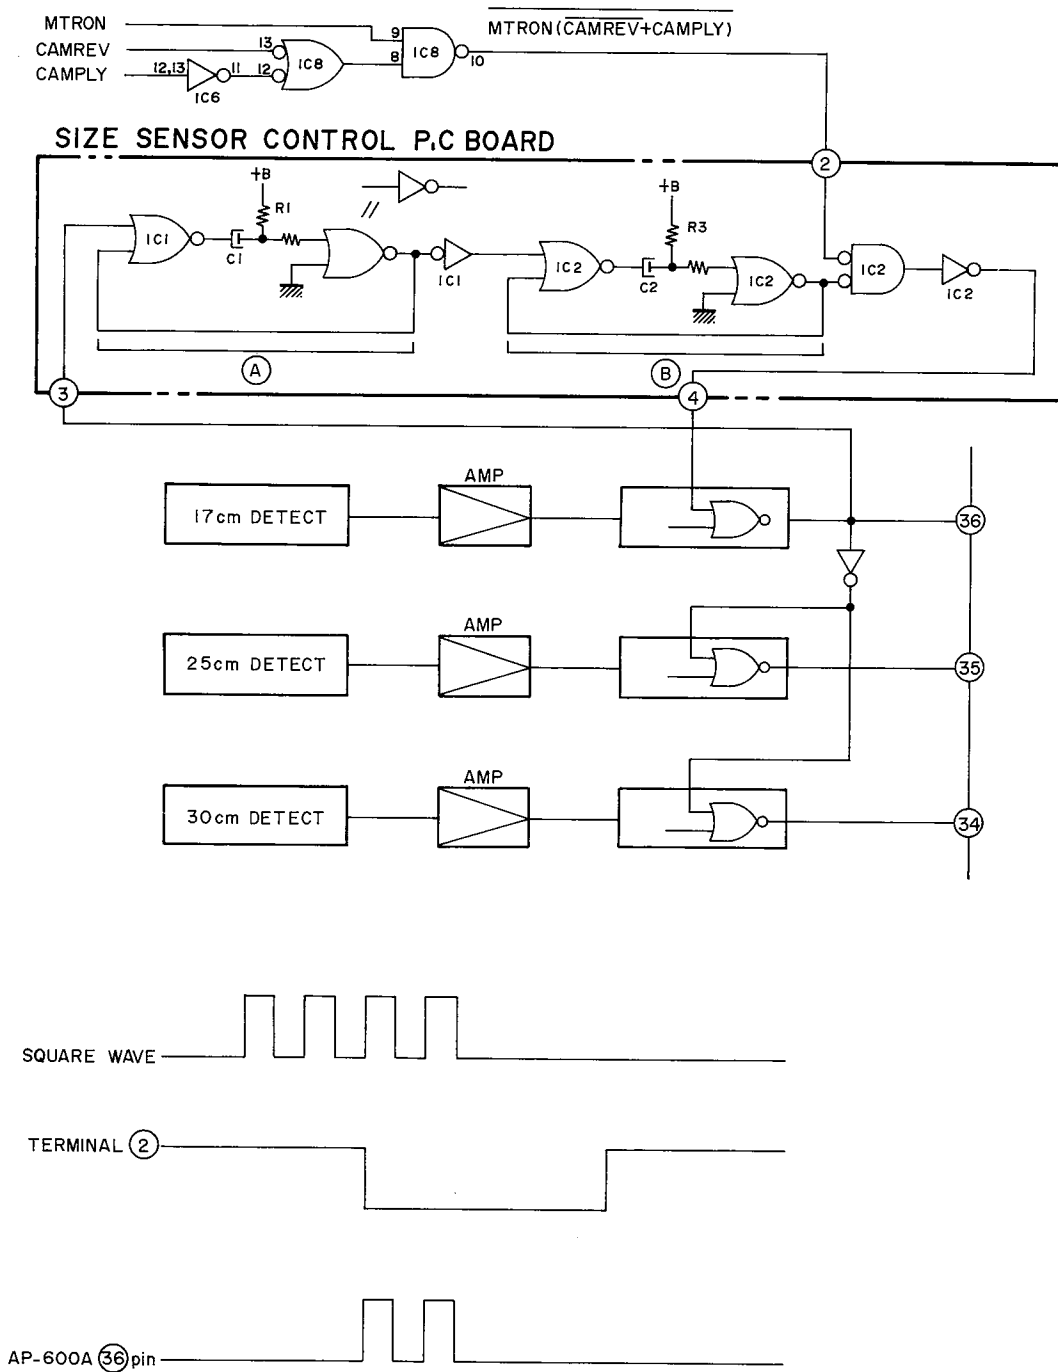 MTRON
MTRON(CAMREV+CAMPLY)
CAMREV
CAMPLY
9
8
IC8
10
13
12
IC8
12,13
11
IC6
SIZE SENSOR CONTROL P.C BOARD
2
+B
R1
//
IC1
C1
IC1
+B
R3
IC2
C2
IC2
IC2
IC2
A
B
3
4
17cm DETECT
AMP
36
25cm DETECT
AMP
35
30cm DETECT
AMP
34
SQUARE WAVE
TERMINAL 2
AP-600A 36 pin